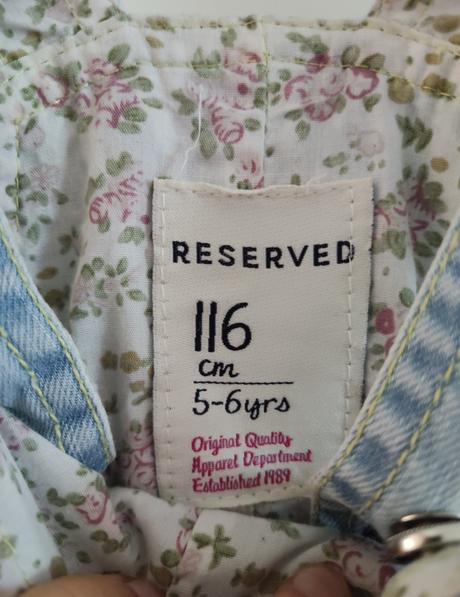 RESERVED
116
cm
5-6yrs
Original Quality
Apparel Department
Established 1989